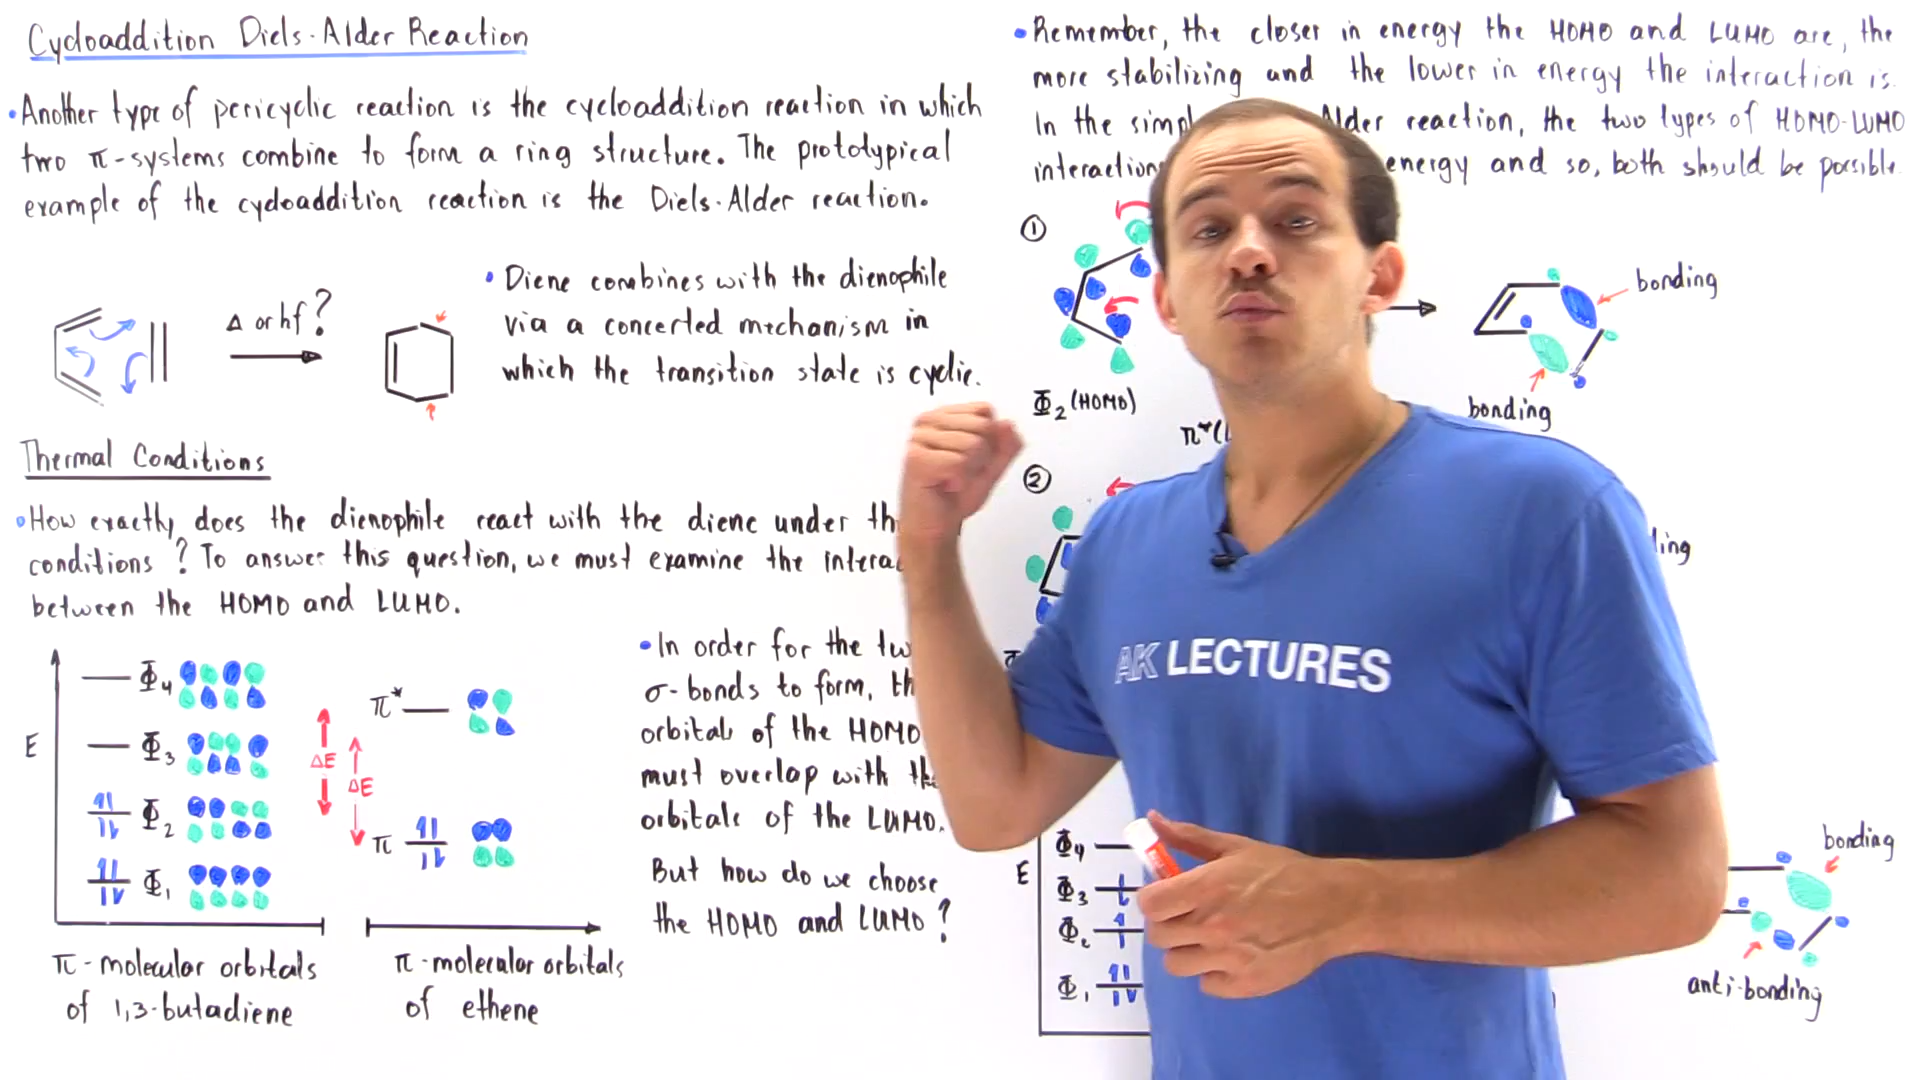 Cycloaddition Diels-Alder Reaction
• Another type of pericyclic reaction is the cycloaddition reaction in which
two π-systems combine to form a ring structure. The prototypical
example of the cycloaddition reaction is the Diels-Alder reaction.
Δ or hf?
• Diene combines with the dienophile
via a concerted mechanism in
which the transition state is cyclic.
Thermal Conditions
• How exactly does the dienophile react with the diene under
conditions? To answer this question, we must examine the
between the HOMO and LUMO.
E
Φ4
Φ3
Φ2
Φ1
ΔE
ΔE
π*
π
π-molecular orbitals
of 1,3-butadiene
π-molecular orbitals
of ethene
• In order for the
σ-bonds to form,
orbitals of the HOMO
must overlap with the
orbitals of the LUMO.
But how do we choose
the HOMO and LUMO?
• Remember, the closer in energy the HOMO and LUMO are, the
more stabilizing and the lower in energy the interaction is.
In the Alder reaction, the two types of HOMO-LUMO
energy and so, both should be possible.
1
Φ2 (HOMO)
π*
bonding
bonding
2
AK LECTURES
E
Φ4
Φ3
Φ2
Φ1
bonding
anti-bonding